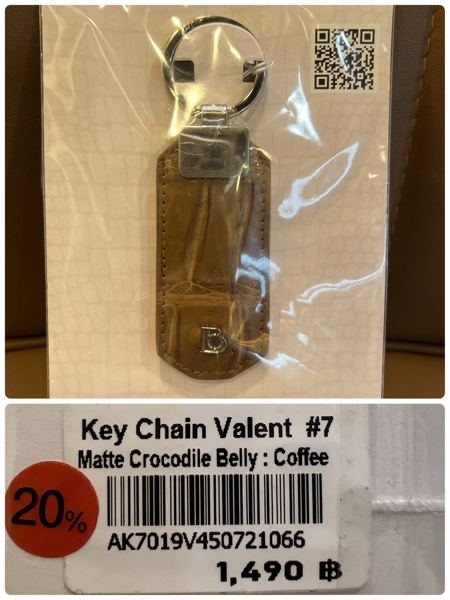 B
Key Chain Valent #7
Matte Crocodile Belly : Coffee
20%
AK7019V450721066
1,490 ฿